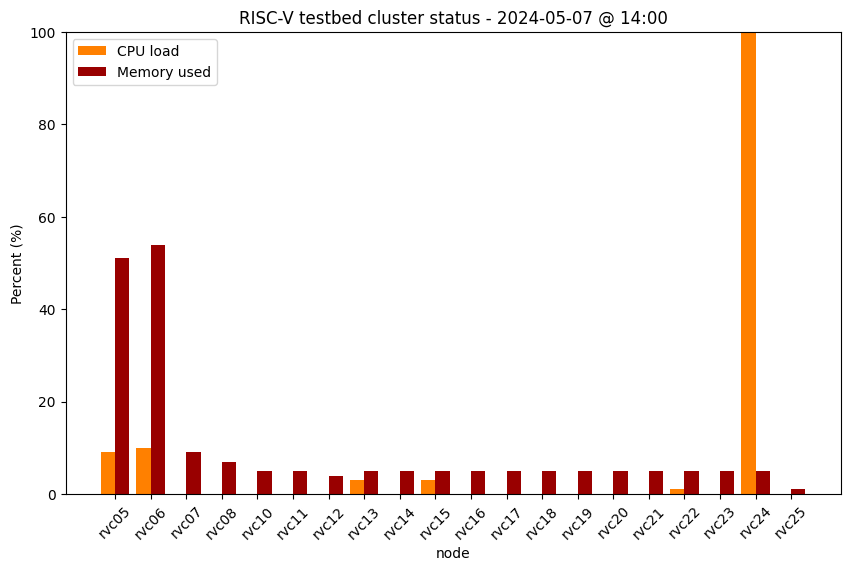 RISC-V testbed cluster status - 2024-05-07 @ 14:00
CPU load
Memory used
Percent (%)
100
80
60
40
20
0
rvc05
rvc06
rvc07
rvc08
rvc10
rvc11
rvc12
rvc13
rvc14
rvc15
rvc16
rvc17
rvc18
rvc19
rvc20
rvc21
rvc22
rvc23
rvc24
rvc25
node